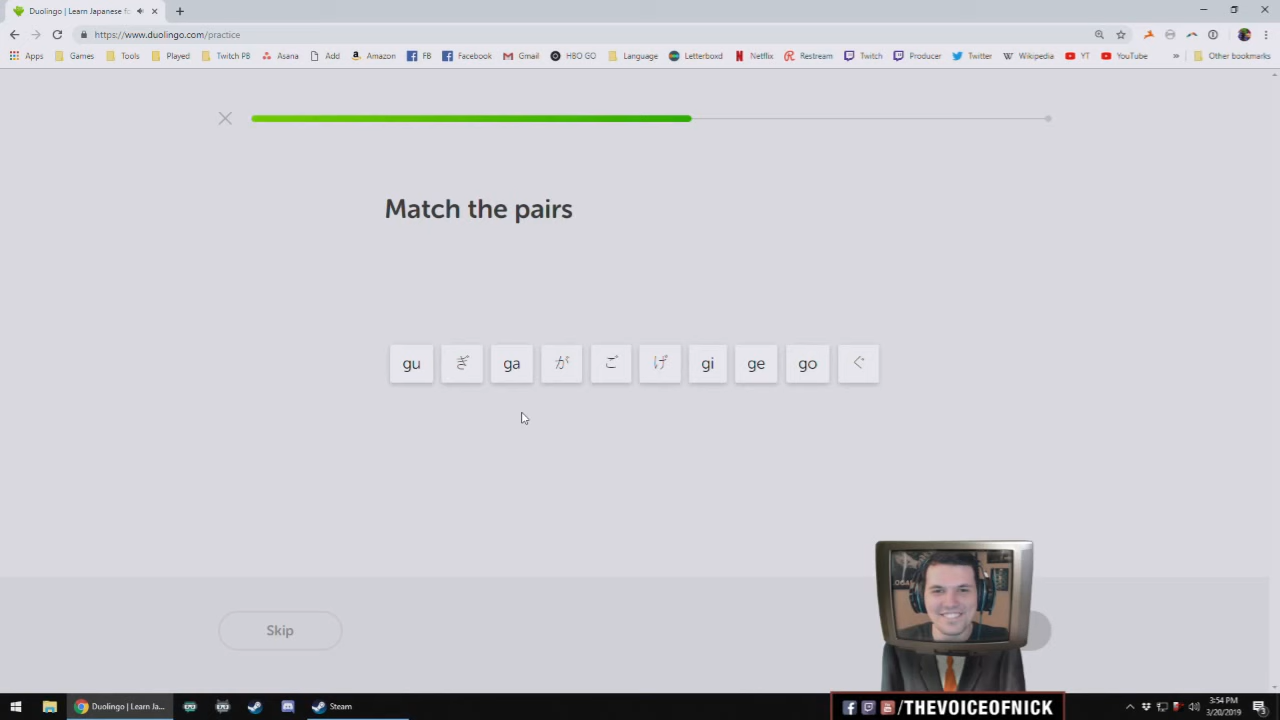 Duolingo | Learn Japanese fo
https://www.duolingo.com/practice
Apps Games Tools Played Twitch PB Asana Add Amazon FB Facebook Gmail HBO GO Language Letterboxd Netflix Restream Twitch Producer Twitter Wikipedia YT YouTube » Other bookmarks
Match the pairs
gu ぎ ga が ご げ gi ge go ぐ
Skip
/THEVOICEOFNICK
Duolingo | Learn Ja...
Steam
3:54 PM
3/20/2019